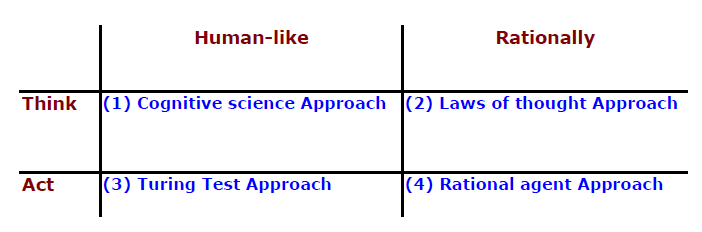 Human-like Rationally
Think (1) Cognitive science Approach (2) Laws of thought Approach
Act (3) Turing Test Approach (4) Rational agent Approach